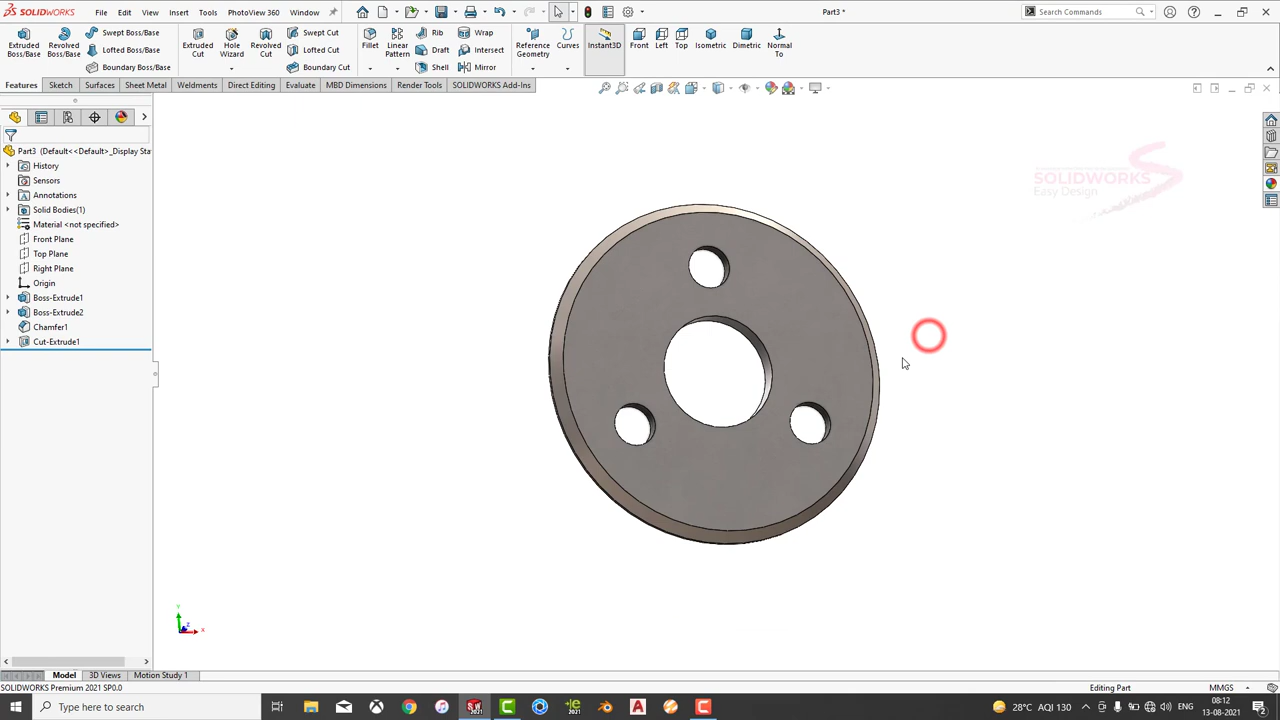 SOLIDWORKS
File Edit View Insert Tools PhotoView 360 Window
Part3 *
Search Commands
Extruded Boss/Base
Revolved Boss/Base
Swept Boss/Base
Lofted Boss/Base
Boundary Boss/Base
Extruded Cut
Hole Wizard
Revolved Cut
Swept Cut
Lofted Cut
Boundary Cut
Fillet
Linear Pattern
Rib
Draft
Shell
Wrap
Intersect
Mirror
Reference Geometry
Curves
Instant3D
Front
Left
Top
Isometric
Dimetric
Normal To
Features Sketch Surfaces Sheet Metal Weldments Direct Editing Evaluate MBD Dimensions Render Tools SOLIDWORKS Add-Ins
Part3 (Default<<Default>_Display Sta
History
Sensors
Annotations
Solid Bodies(1)
Material <not specified>
Front Plane
Top Plane
Right Plane
Origin
Boss-Extrude1
Boss-Extrude2
Chamfer1
Cut-Extrude1
SOLIDWORKS
Easy Design
Y
Z
X
Model 3D Views Motion Study 1
SOLIDWORKS Premium 2021 SP0.0
Editing Part
MMGS
Type here to search
28°C AQI 130
ENG
08:12
13-08-2021